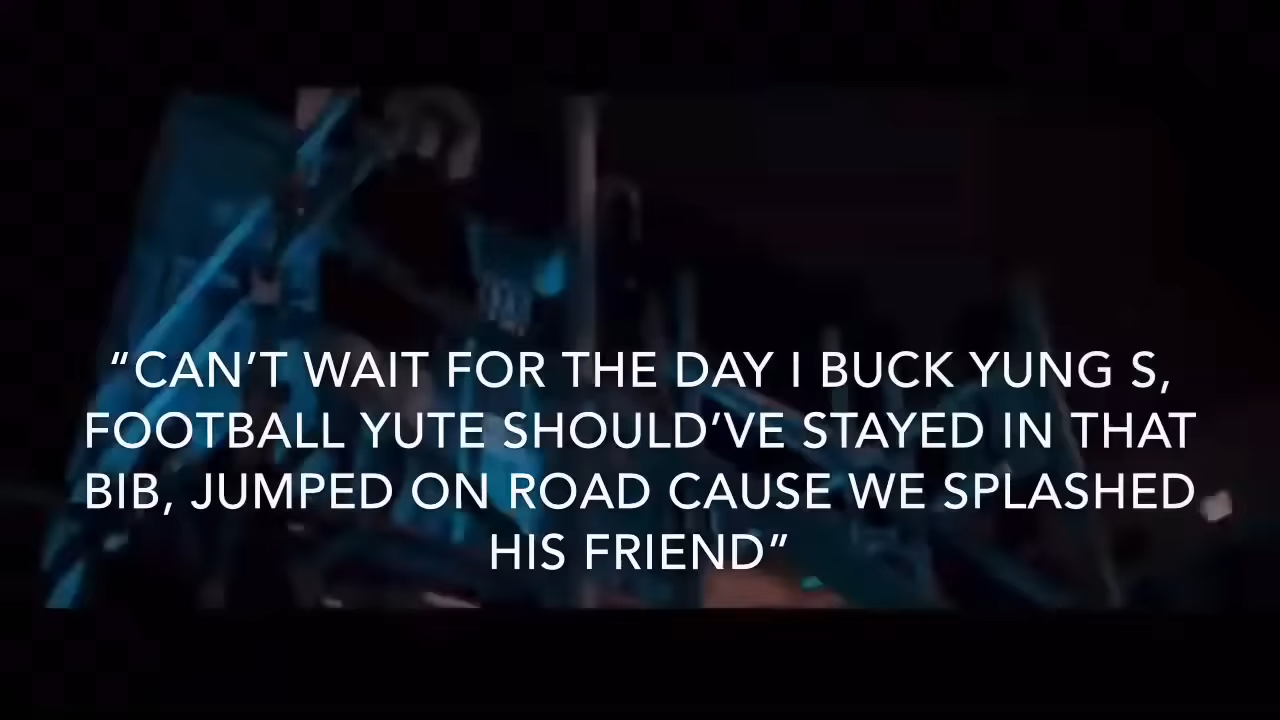 “CAN’T WAIT FOR THE DAY I BUCK YUNG S,
FOOTBALL YUTE SHOULD’VE STAYED IN THAT
BIB, JUMPED ON ROAD CAUSE WE SPLASHED
HIS FRIEND”